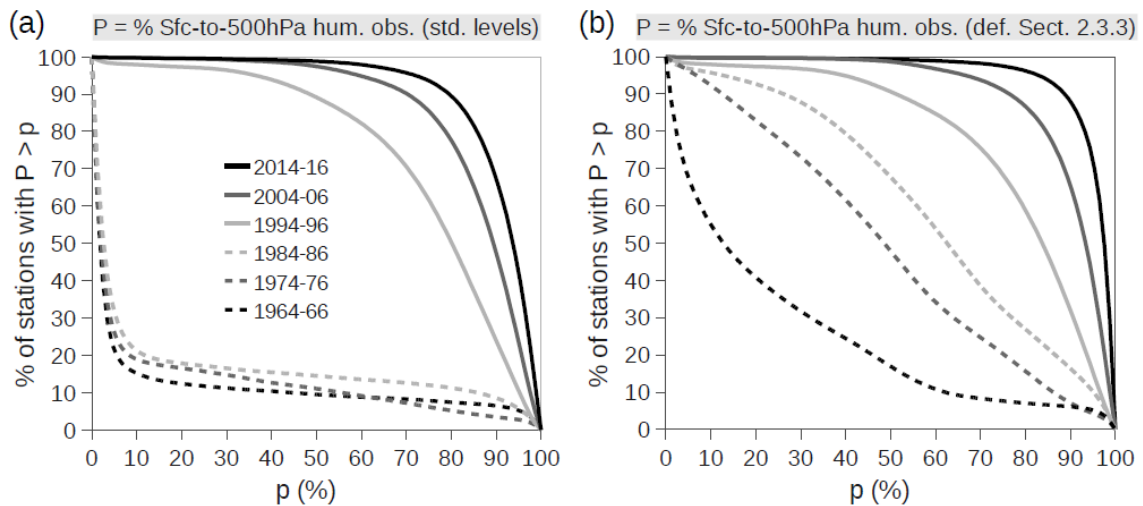 (a)
P = % Sfc-to-500hPa hum. obs. (std. levels)
% of stations with P > p
100
90
80
70
60
50
40
30
20
10
0
2014-16
2004-06
1994-96
1984-86
1974-76
1964-66
0 10 20 30 40 50 60 70 80 90 100
p (%)
(b)
P = % Sfc-to-500hPa hum. obs. (def. Sect. 2.3.3)
% of stations with P > p
100
90
80
70
60
50
40
30
20
10
0
0 10 20 30 40 50 60 70 80 90 100
p (%)